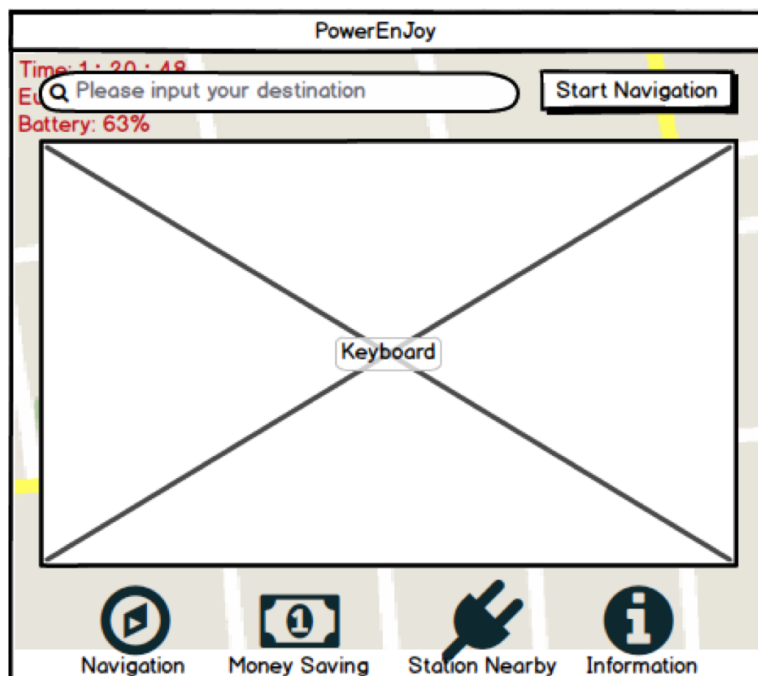 PowerEnJoy
Time: 1 : 20 : 48
Please input your destination
Start Navigation
Battery: 63%
Keyboard
Navigation
Money Saving
Station Nearby
Information